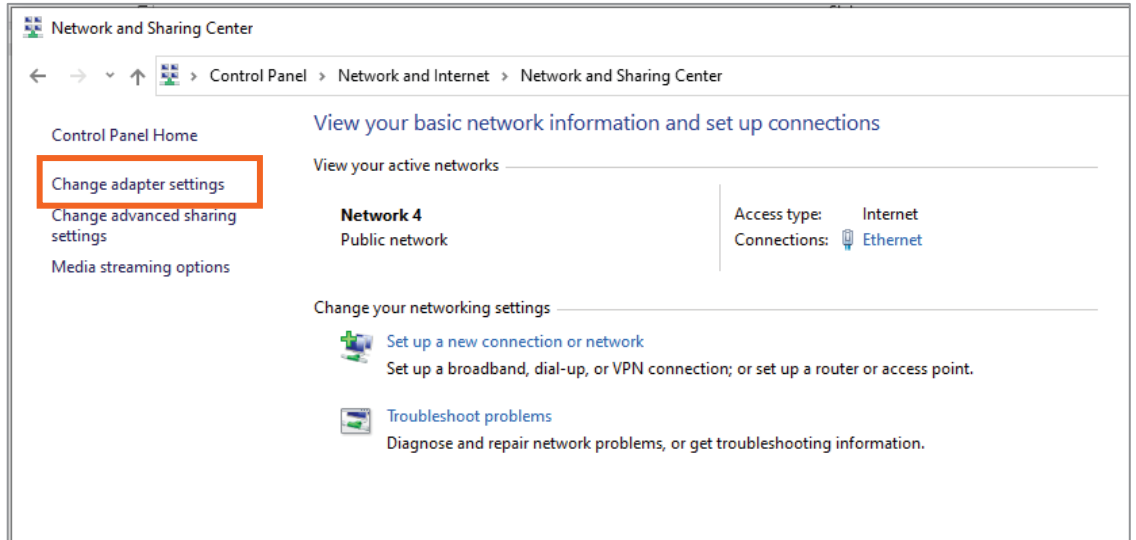 Network and Sharing Center
Control Panel > Network and Internet > Network and Sharing Center
Control Panel Home
Change adapter settings
Change advanced sharing
settings
Media streaming options
View your basic network information and set up connections
View your active networks
Network 4
Public network
Access type: Internet
Connections: Ethernet
Change your networking settings
Set up a new connection or network
Set up a broadband, dial-up, or VPN connection; or set up a router or access point.
Troubleshoot problems
Diagnose and repair network problems, or get troubleshooting information.